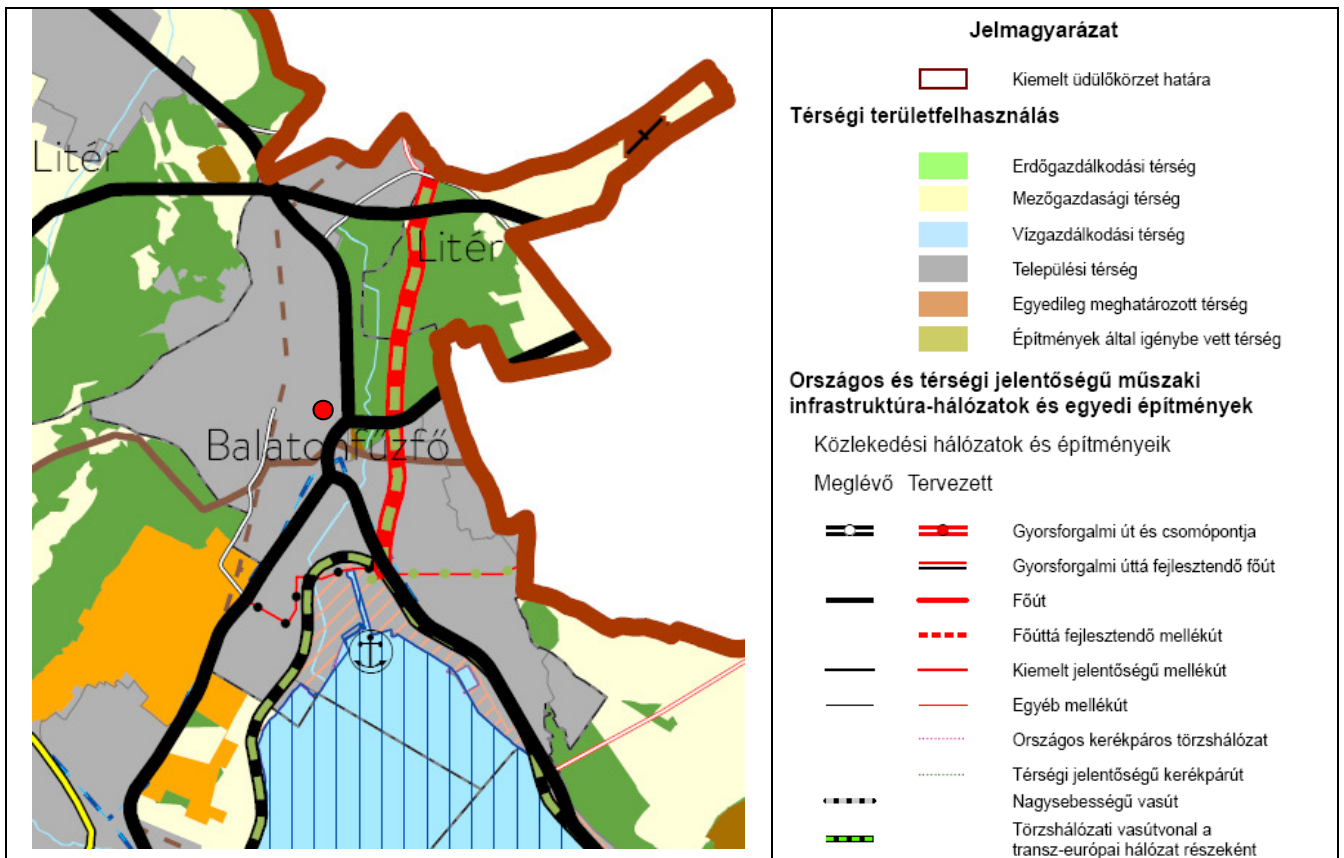 Litér
Litér
Balatonfűzfő
Jelmagyarázat
Kiemelt üdülőkörzet határa
Térségi területfelhasználás
Erdőgazdálkodási térség
Mezőgazdasági térség
Vízgazdálkodási térség
Települési térség
Egyedileg meghatározott térség
Építmények által igénybe vett térség
Országos és térségi jelentőségű műszaki
infrastruktúra-hálózatok és egyedi építmények
Közlekedési hálózatok és építményeik
Meglévő Tervezett
Gyorsforgalmi út és csomópontja
Gyorsforgalmi úttá fejlesztendő főút
Főút
Főúttá fejlesztendő mellékút
Kiemelt jelentőségű mellékút
Egyéb mellékút
Országos kerékpáros törzshálózat
Térségi jelentőségű kerékpárút
Nagysebességű vasút
Törzshálózati vasútvonal a
transz-európai hálózat részeként